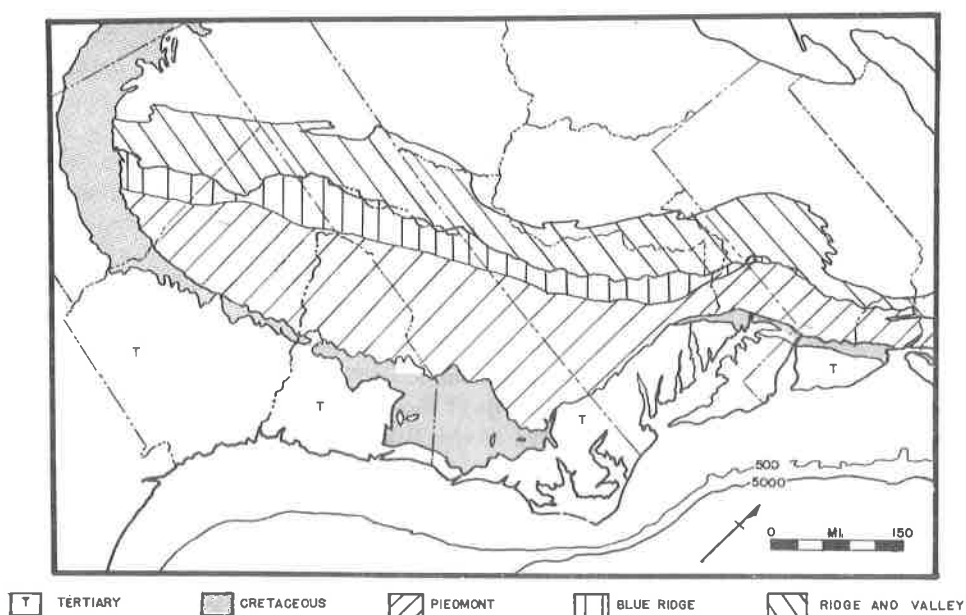 T
T
T
T
500
5000
0 MI. 150
T TERTIARY CRETACEOUS PIEDMONT BLUE RIDGE RIDGE AND VALLEY